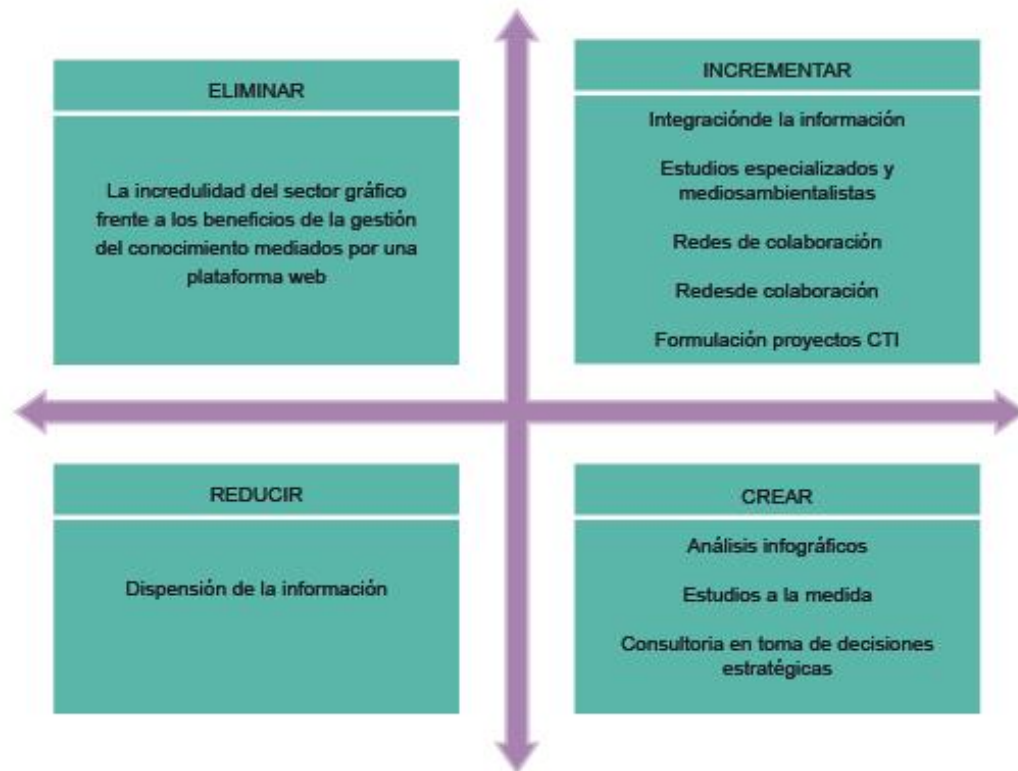 ELIMINAR
La incredulidad del sector gráfico
frente a los beneficios de la gestión
del conocimiento mediados por una
plataforma web
INCREMENTAR
Integraciónde la información
Estudios especializados y
mediosambientalistas
Redes de colaboración
Redesde colaboración
Formulación proyectos CTI
REDUCIR
Dispensión de la información
CREAR
Análisis infográficos
Estudios a la medida
Consultoria en toma de decisiones
estratégicas